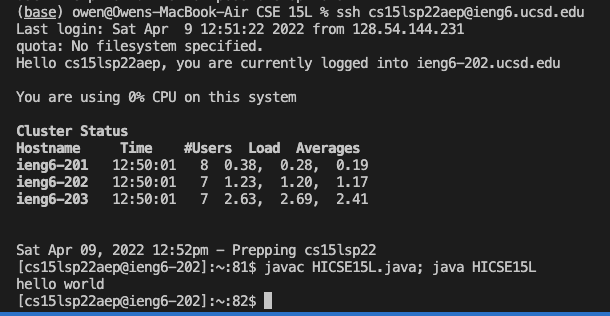 (base) owen@Owens-MacBook-Air CSE 15L % ssh cs15lsp22aep@ieng6.ucsd.edu
Last login: Sat Apr  9 12:51:22 2022 from 128.54.144.231
quota: No filesystem specified.
Hello cs15lsp22aep, you are currently logged into ieng6-202.ucsd.edu
You are using 0% CPU on this system
Cluster Status
Hostname     Time    #Users  Load  Averages
ieng6-201   12:50:01   8  0.38,  0.28,  0.19
ieng6-202   12:50:01   7  1.23,  1.20,  1.17
ieng6-203   12:50:01   7  2.63,  2.69,  2.41
Sat Apr 09, 2022 12:52pm - Prepping cs15lsp22
[cs15lsp22aep@ieng6-202]:~:81$ javac HICSE15L.java; java HICSE15L
hello world
[cs15lsp22aep@ieng6-202]:~:82$